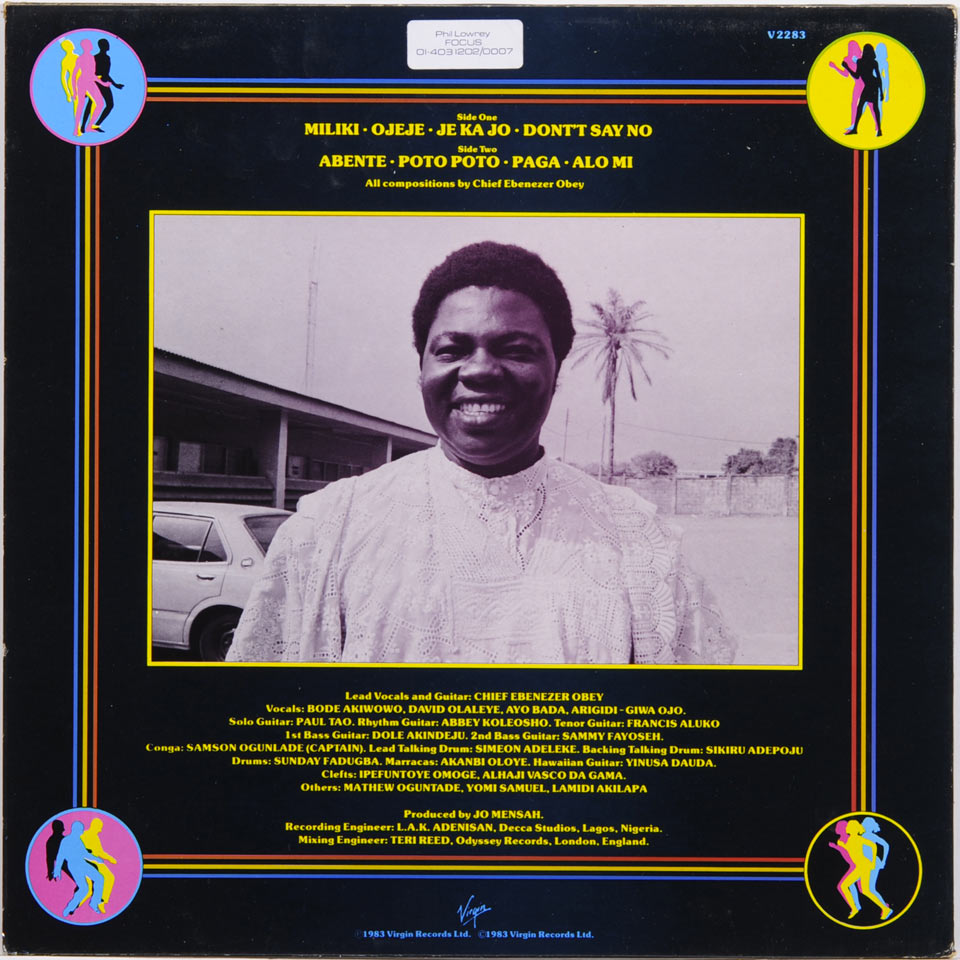 Phil Lowrey
FOCUS
01-403 1202/0007
V2283
Side One
MILIKI · OJEJE · JE KA JO · DONT'T SAY NO
Side Two
ABENTE · POTO POTO · PAGA · ALO MI
All compositions by Chief Ebenezer Obey
Lead Vocals and Guitar: CHIEF EBENEZER OBEY
Vocals: BODE AKIWOWO, DAVID OLALEYE, AYO BADA, ARIGIDI - GIWA OJO.
Solo Guitar: PAUL TAO. Rhythm Guitar: ABBEY KOLEOSHO. Tenor Guitar: FRANCIS ALUKO
1st Bass Guitar: DOLE AKINDEJU. 2nd Bass Guitar: SAMMY FAYOSEH.
Conga: SAMSON OGUNLADE (CAPTAIN). Lead Talking Drum: SIMEON ADELEKE. Backing Talking Drum: SIKIRU ADEPOJU
Drums: SUNDAY FADUGBA. Marracas: AKANBI OLOYE. Hawaiian Guitar: YINUSA DAUDA.
Clefts: IPEFUNTOYE OMOGE, ALHAJI VASCO DA GAMA.
Others: MATHEW OGUNTADE, YOMI SAMUEL, LAMIDI AKILAPA
Produced by JO MENSAH.
Recording Engineer: L.A.K. ADENISAN, Decca Studios, Lagos, Nigeria.
Mixing Engineer: TERI REED, Odyssey Records, London, England.
Virgin
℗1983 Virgin Records Ltd. ©1983 Virgin Records Ltd.